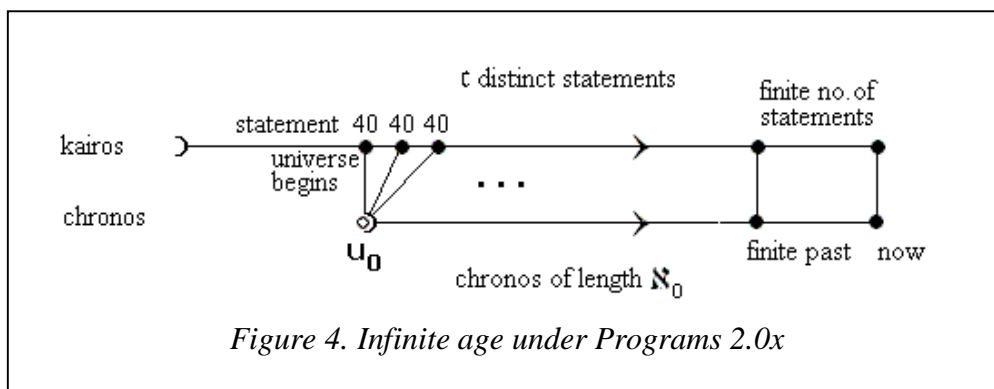 𝔠 distinct statements
finite no. of
statements
statement 40 40 40
kairos
universe
begins
. . .
chronos
u₀
finite past now
chronos of length ℵ₀
Figure 4. Infinite age under Programs 2.0x